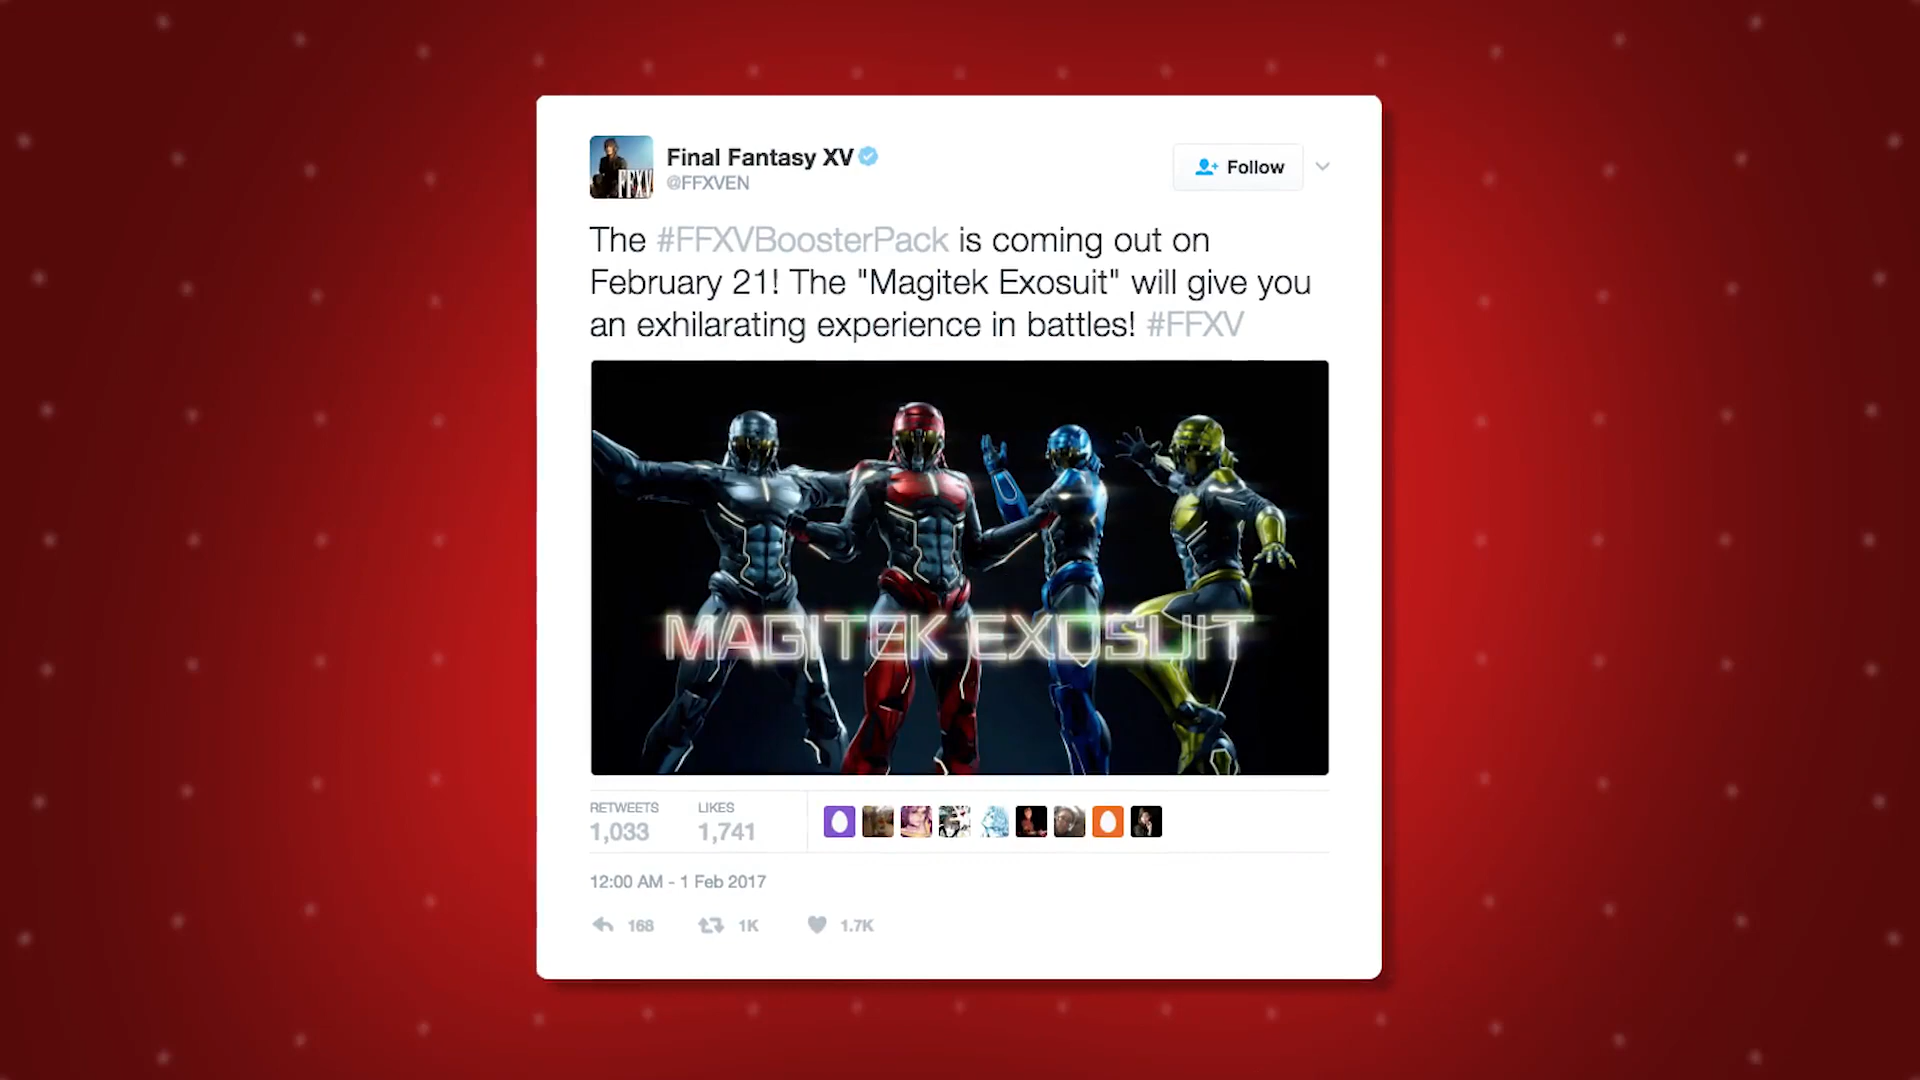 Final Fantasy XV
@FFXVEN
FFXV
Follow
The #FFXVBoosterPack is coming out on
February 21! The "Magitek Exosuit" will give you
an exhilarating experience in battles! #FFXV
MAGITEK EXOSUIT
RETWEETS LIKES
1,033 1,741
12:00 AM - 1 Feb 2017
168 1K 1.7K